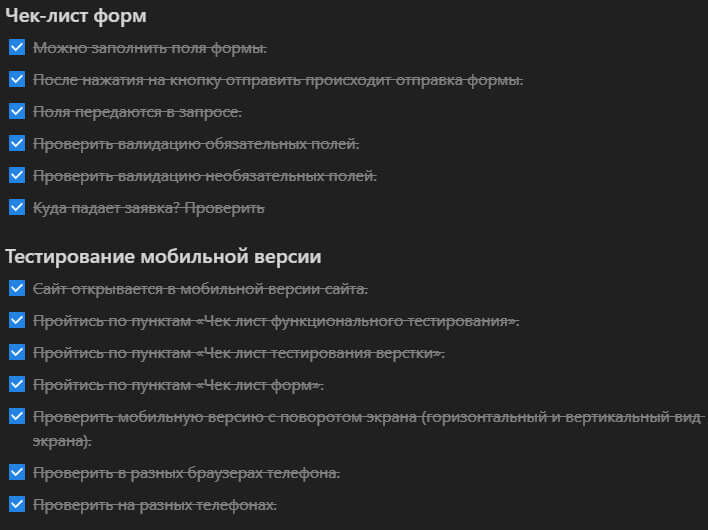 Чек-лист форм
Можно заполнить поля формы.
После нажатия на кнопку отправить происходит отправка формы.
Поля передаются в запросе.
Проверить валидацию обязательных полей.
Проверить валидацию необязательных полей.
Куда падает заявка? Проверить
Тестирование мобильной версии
Сайт открывается в мобильной версии сайта.
Пройтись по пунктам «Чек лист функционального тестирования».
Пройтись по пунктам «Чек лист тестирования верстки».
Пройтись по пунктам «Чек лист форм».
Проверить мобильную версию с поворотом экрана (горизонтальный и вертикальный вид
экрана).
Проверить в разных браузерах телефона.
Проверить на разных телефонах.